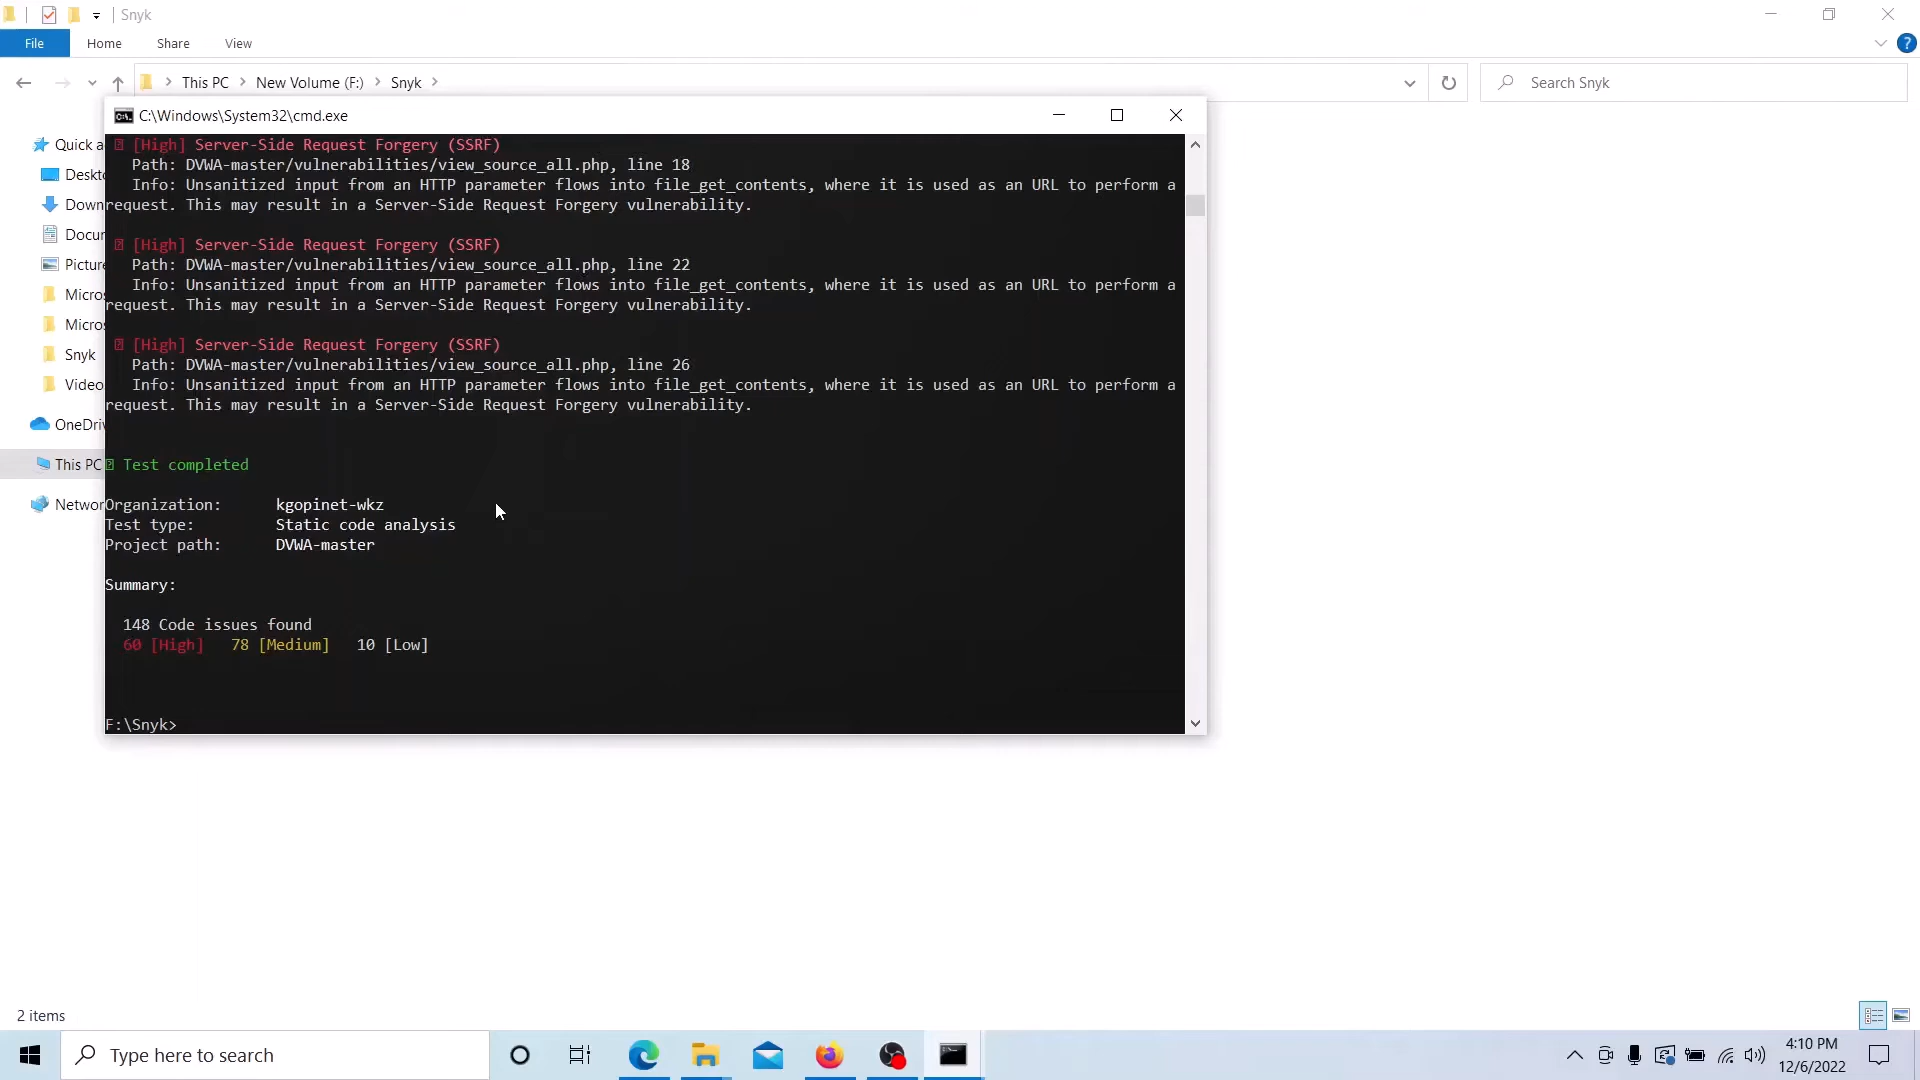 Snyk
File Home Share View
This PC New Volume (F:) Snyk
Search Snyk
C:\Windows\System32\cmd.exe
Quick a
Deskto
Down
Docur
Picture
Micros
Micros
Snyk
Video
OneDriv
This PC
Networ
[High] Server-Side Request Forgery (SSRF)
Path: DVWA-master/vulnerabilities/view_source_all.php, line 18
Info: Unsanitized input from an HTTP parameter flows into file_get_contents, where it is used as an URL to perform a
request. This may result in a Server-Side Request Forgery vulnerability.
[High] Server-Side Request Forgery (SSRF)
Path: DVWA-master/vulnerabilities/view_source_all.php, line 22
Info: Unsanitized input from an HTTP parameter flows into file_get_contents, where it is used as an URL to perform a
request. This may result in a Server-Side Request Forgery vulnerability.
[High] Server-Side Request Forgery (SSRF)
Path: DVWA-master/vulnerabilities/view_source_all.php, line 26
Info: Unsanitized input from an HTTP parameter flows into file_get_contents, where it is used as an URL to perform a
request. This may result in a Server-Side Request Forgery vulnerability.
Test completed
Organization: kgopinet-wkz
Test type: Static code analysis
Project path: DVWA-master
Summary:
148 Code issues found
60 [High] 78 [Medium] 10 [Low]
F:\Snyk>
2 items
Type here to search
4:10 PM
12/6/2022